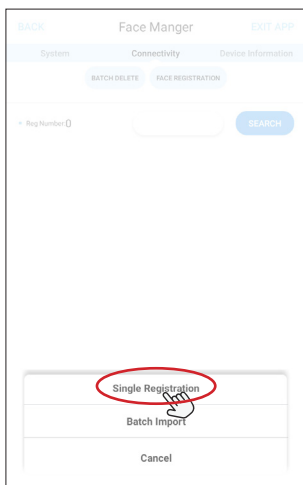 BACK Face Manger EXIT APP
System Connectivity Device Information
BATCH DELETE FACE REGISTRATION
Reg Number:0 SEARCH
Single Registration
Batch Import
Cancel